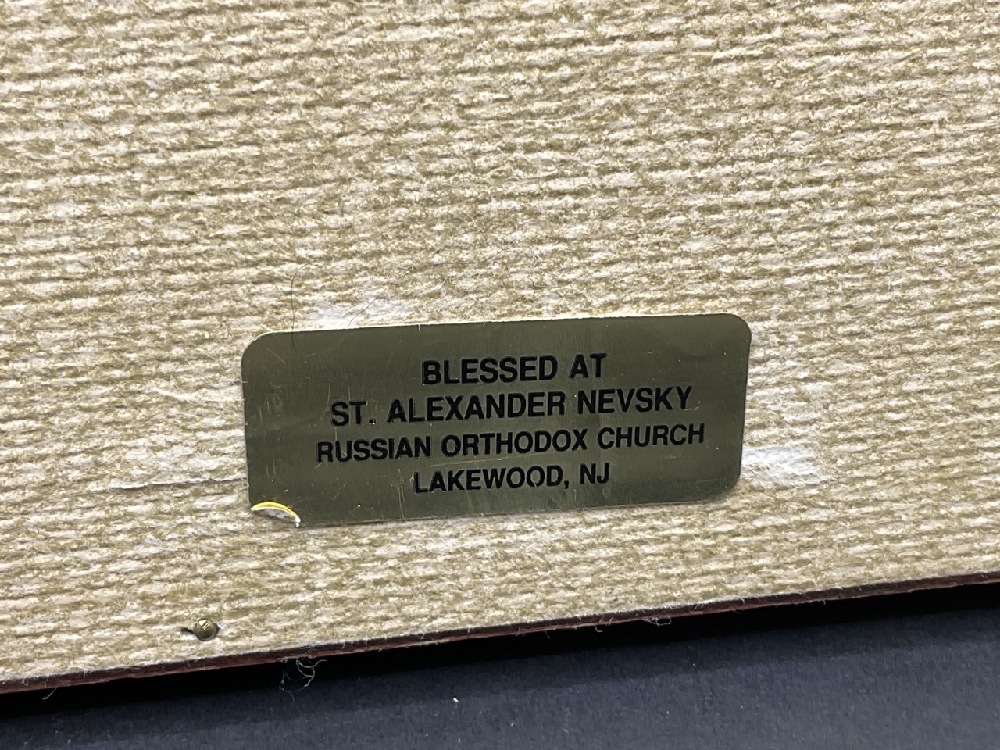 BLESSED AT
ST. ALEXANDER NEVSKY
RUSSIAN ORTHODOX CHURCH
LAKEWOOD, NJ